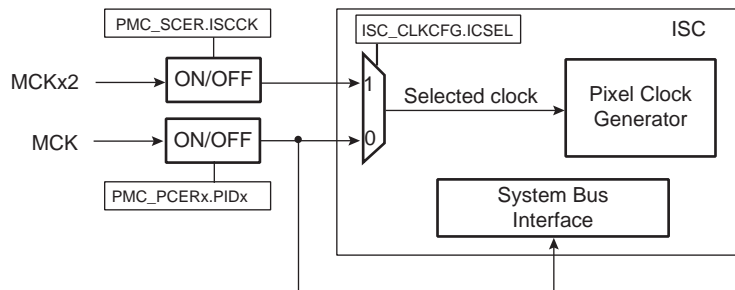 PMC_SCER.ISCCK
ISC_CLKCFG.ICSEL
ISC
MCKx2
ON/OFF
1
Selected clock
Pixel Clock
Generator
MCK
ON/OFF
0
PMC_PCERx.PIDx
System Bus
Interface